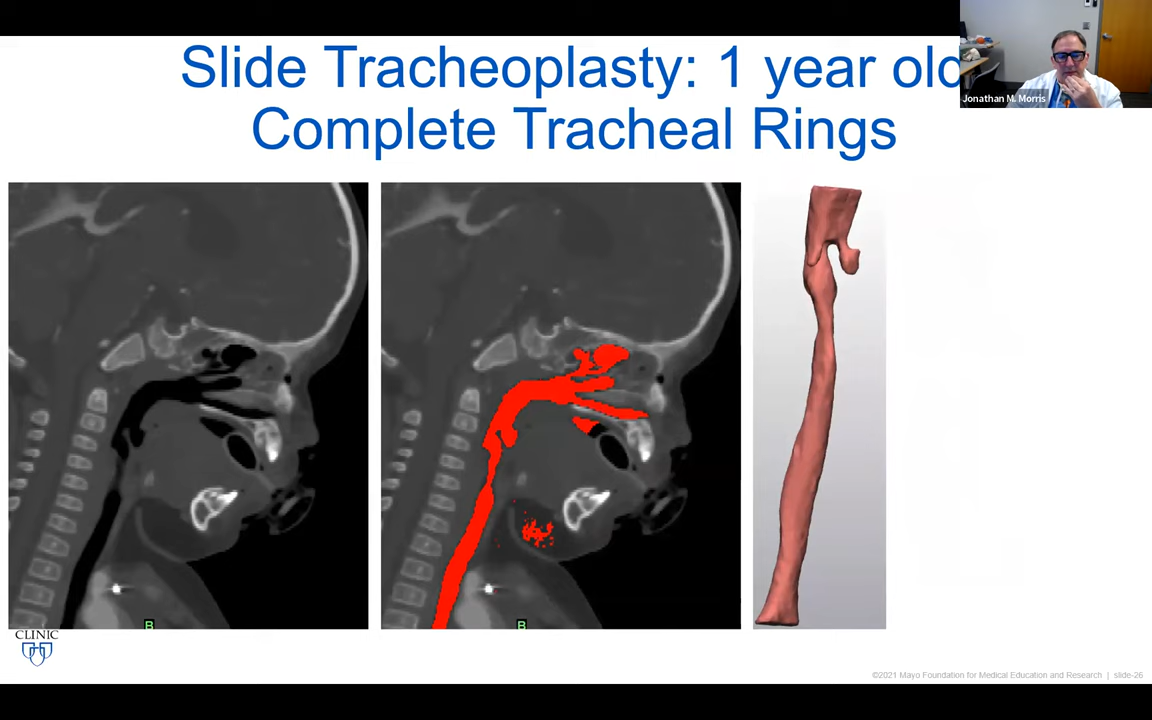 Slide Tracheoplasty: 1 year old
Complete Tracheal Rings
Jonathan M. Morris
B
B
CLINIC
©2021 Mayo Foundation for Medical Education and Research | slide-26